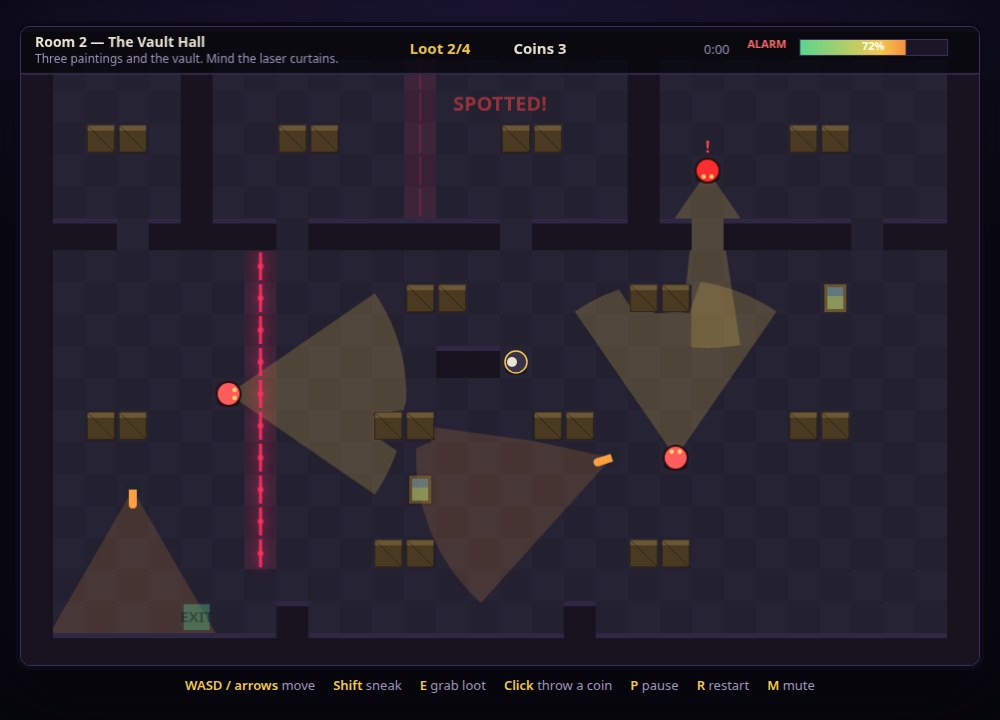 Room 2 — The Vault Hall
Three paintings and the vault. Mind the laser curtains.
Loot 2/4
Coins 3
0:00
ALARM
72%
SPOTTED!
!
EXIT
WASD / arrows move Shift sneak E grab loot Click throw a coin P pause R restart M mute